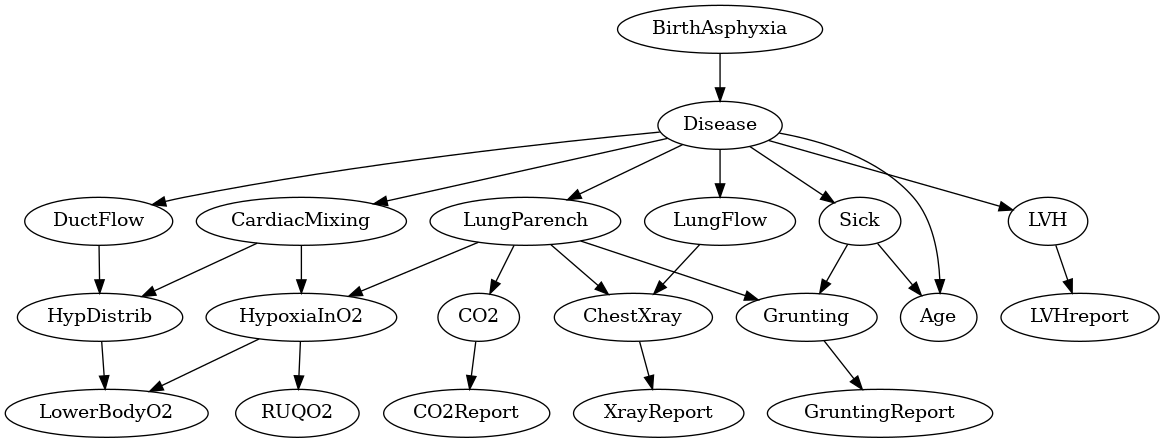 BirthAsphyxia
Disease
DuctFlow
CardiacMixing
LungParench
LungFlow
Sick
LVH
HypDistrib
HypoxiaInO2
CO2
ChestXray
Grunting
Age
LVHreport
LowerBodyO2
RUQO2
CO2Report
XrayReport
GruntingReport